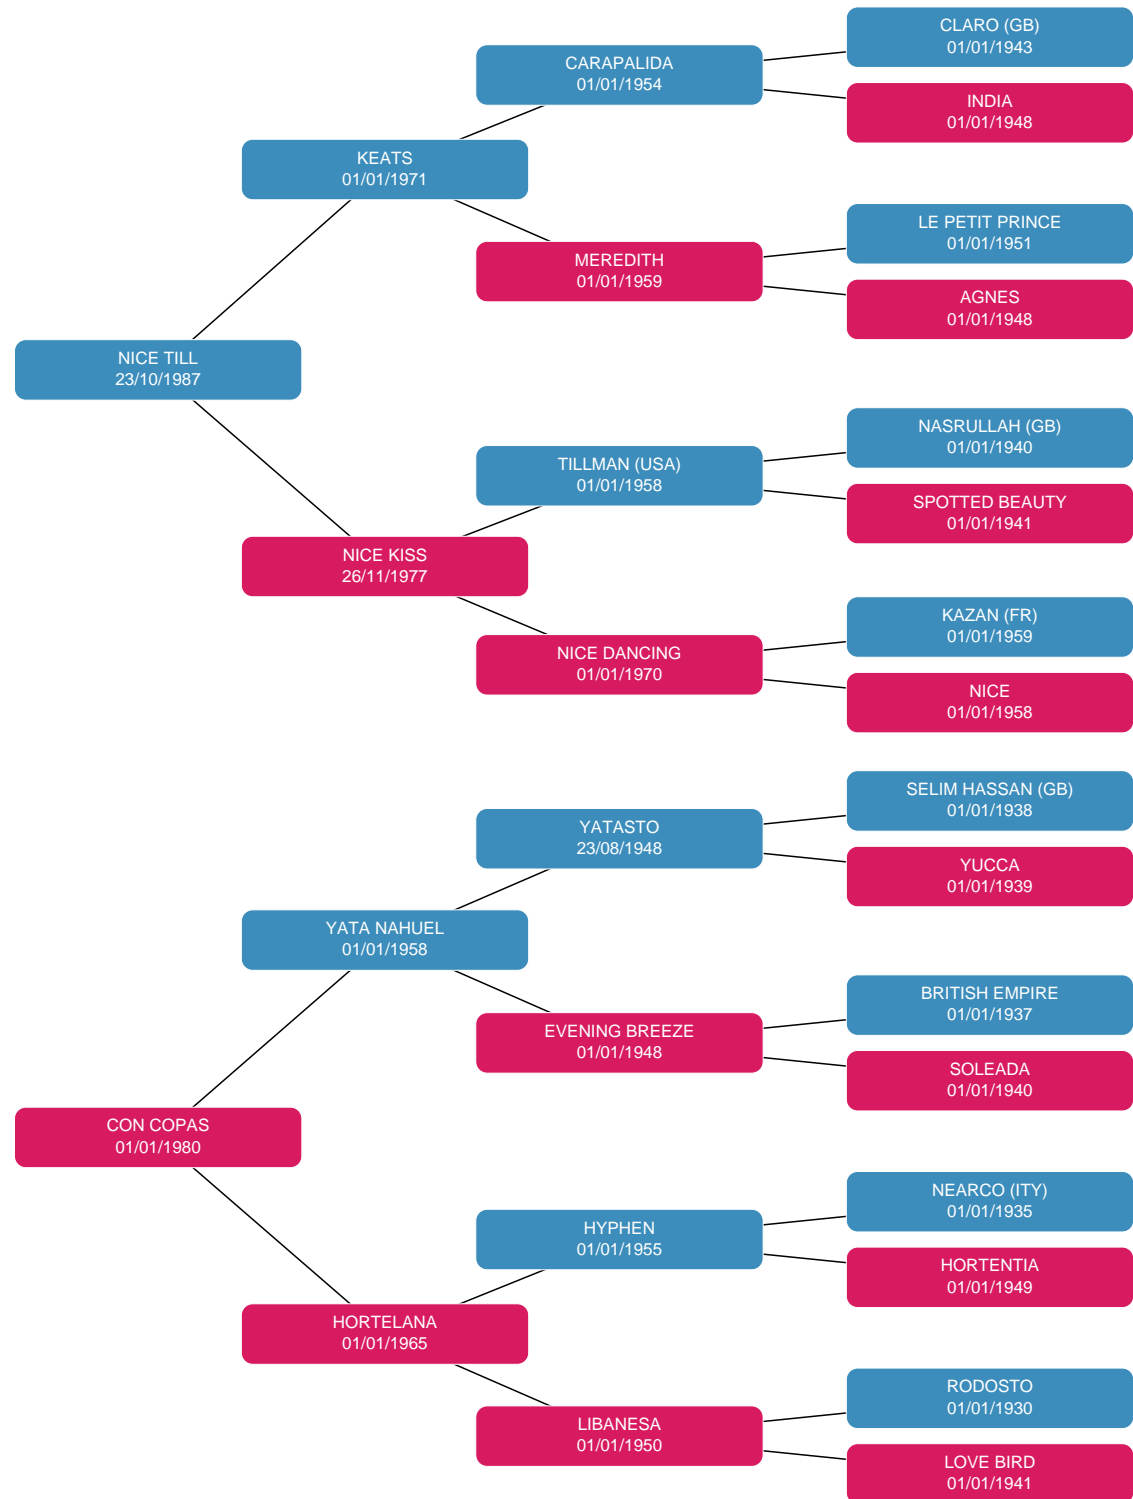 CLARO (GB)
01/01/1943
CARAPALIDA
01/01/1954
INDIA
01/01/1948
KEATS
01/01/1971
LE PETIT PRINCE
01/01/1951
MEREDITH
01/01/1959
AGNES
01/01/1948
NICE TILL
23/10/1987
NASRULLAH (GB)
01/01/1940
TILLMAN (USA)
01/01/1958
SPOTTED BEAUTY
01/01/1941
NICE KISS
26/11/1977
KAZAN (FR)
01/01/1959
NICE DANCING
01/01/1970
NICE
01/01/1958
SELIM HASSAN (GB)
01/01/1938
YATASTO
23/08/1948
YUCCA
01/01/1939
YATA NAHUEL
01/01/1958
BRITISH EMPIRE
01/01/1937
EVENING BREEZE
01/01/1948
SOLEADA
01/01/1940
CON COPAS
01/01/1980
NEARCO (ITY)
01/01/1935
HYPHEN
01/01/1955
HORTENTIA
01/01/1949
HORTELANA
01/01/1965
RODOSTO
01/01/1930
LIBANESA
01/01/1950
LOVE BIRD
01/01/1941